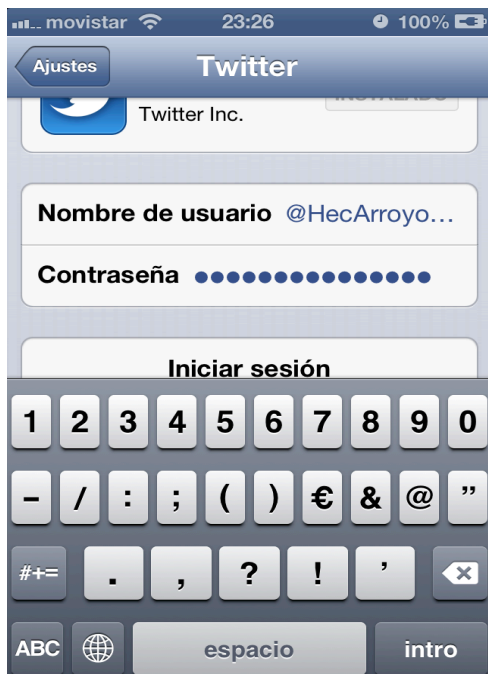 movistar 23:26 100%
Ajustes Twitter
INSTALADO
Twitter Inc.
Nombre de usuario @HecArroyo...
Contraseña ●●●●●●●●●●●●●●●
Iniciar sesión
1 2 3 4 5 6 7 8 9 0
- / : ; ( ) € & @ ”
#+= . , ? ! ’
ABC espacio intro